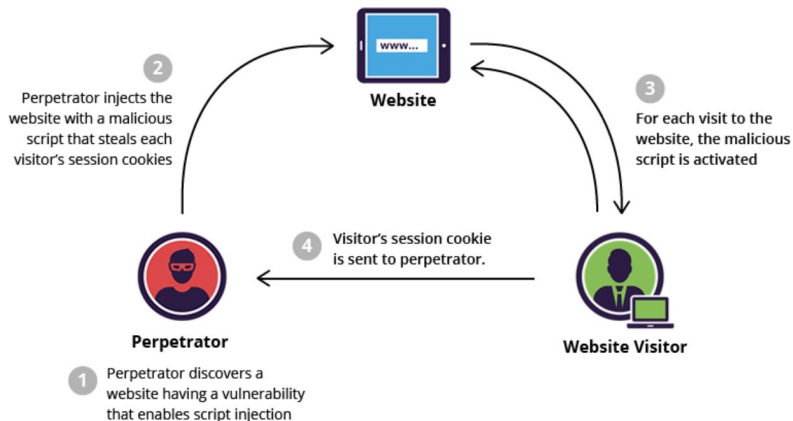 www...
Website
2
Perpetrator injects the
website with a malicious
script that steals each
visitor's session cookies
3
For each visit to the
website, the malicious
script is activated
4
Visitor's session cookie
is sent to perpetrator.
Perpetrator
Website Visitor
1
Perpetrator discovers a
website having a vulnerability
that enables script injection